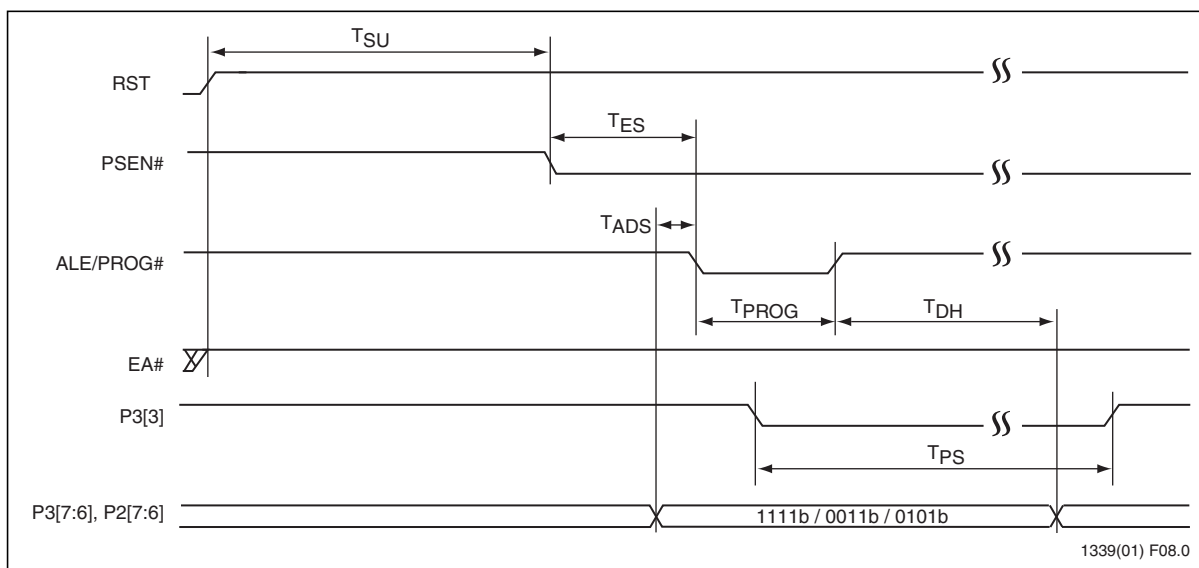 TSU
RST
TES
PSEN#
TADS
ALE/PROG#
TPROG
TDH
EA#
P3[3]
TPS
P3[7:6], P2[7:6]
1111b / 0011b / 0101b
1339(01) F08.0